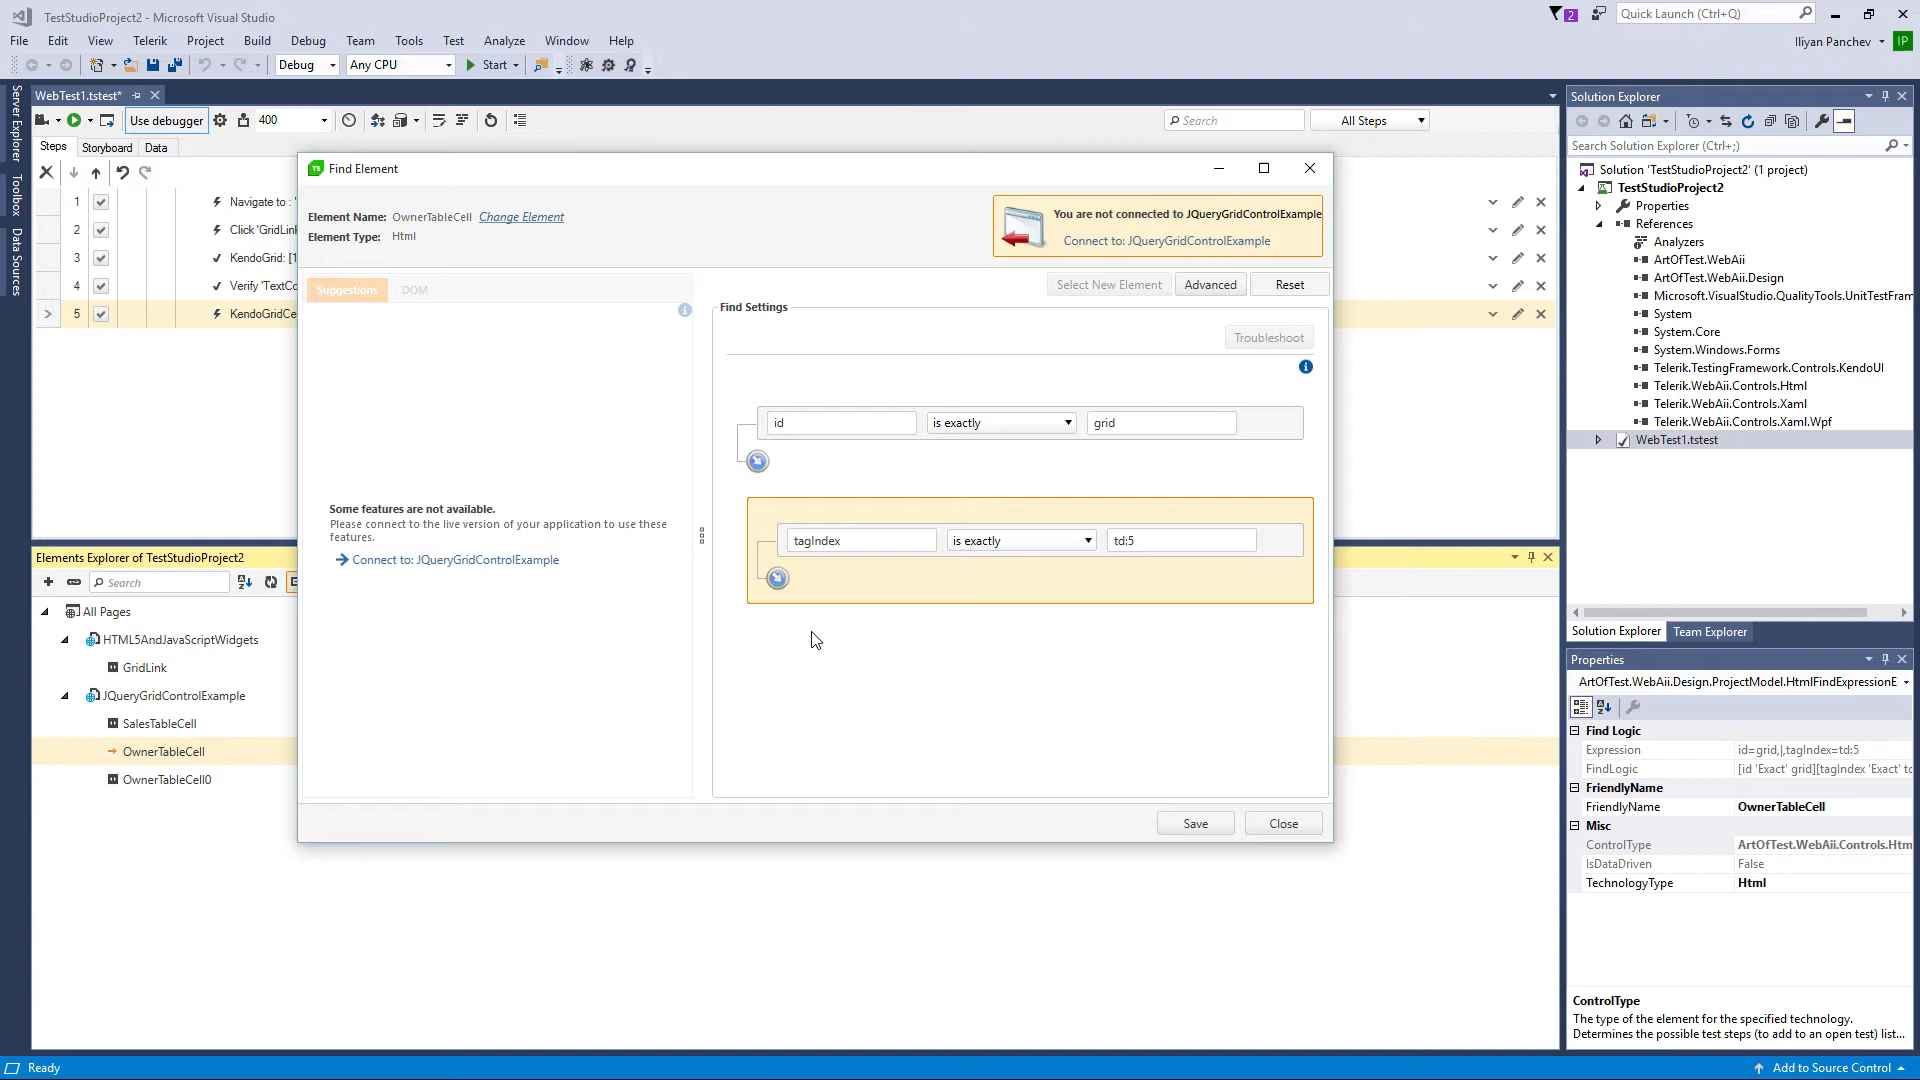 TestStudioProject2 - Microsoft Visual Studio
2
Quick Launch (Ctrl+Q)
File Edit View Telerik Project Build Debug Team Tools Test Analyze Window Help
Iliyan Panchev IP
Debug Any CPU Start
Server Explorer
Toolbox
Data Sources
WebTest1.tstest*
Use debugger 400
Search All Steps
Steps Storyboard Data
1 Navigate to : '
2 Click 'GridLink
3 KendoGrid: [1
4 Verify 'TextCo
5 KendoGridCe
Find Element
Element Name: OwnerTableCell Change Element
Element Type: Html
You are not connected to JQueryGridControlExample
Connect to: JQueryGridControlExample
Suggestions DOM
Select New Element Advanced Reset
Find Settings
Troubleshoot
id is exactly grid
tagIndex is exactly td:5
Some features are not available.
Please connect to the live version of your application to use these
features.
Connect to: JQueryGridControlExample
Save Close
Elements Explorer of TestStudioProject2
Search
All Pages
HTML5AndJavaScriptWidgets
GridLink
JQueryGridControlExample
SalesTableCell
OwnerTableCell
OwnerTableCell0
Solution Explorer
Search Solution Explorer (Ctrl+;)
Solution 'TestStudioProject2' (1 project)
TestStudioProject2
Properties
References
Analyzers
ArtOfTest.WebAii
ArtOfTest.WebAii.Design
Microsoft.VisualStudio.QualityTools.UnitTestFram
System
System.Core
System.Windows.Forms
Telerik.TestingFramework.Controls.KendoUI
Telerik.WebAii.Controls.Html
Telerik.WebAii.Controls.Xaml
Telerik.WebAii.Controls.Xaml.Wpf
WebTest1.tstest
Solution Explorer Team Explorer
Properties
ArtOfTest.WebAii.Design.ProjectModel.HtmlFindExpressionE
Find Logic
Expression id=grid,|,tagIndex=td:5
FindLogic [id 'Exact' grid][tagIndex 'Exact' tc
FriendlyName
FriendlyName OwnerTableCell
Misc
ControlType ArtOfTest.WebAii.Controls.Htm
IsDataDriven False
TechnologyType Html
ControlType
The type of the element for the specified technology.
Determines the possible test steps (to add to an open test) list...
Ready
Add to Source Control